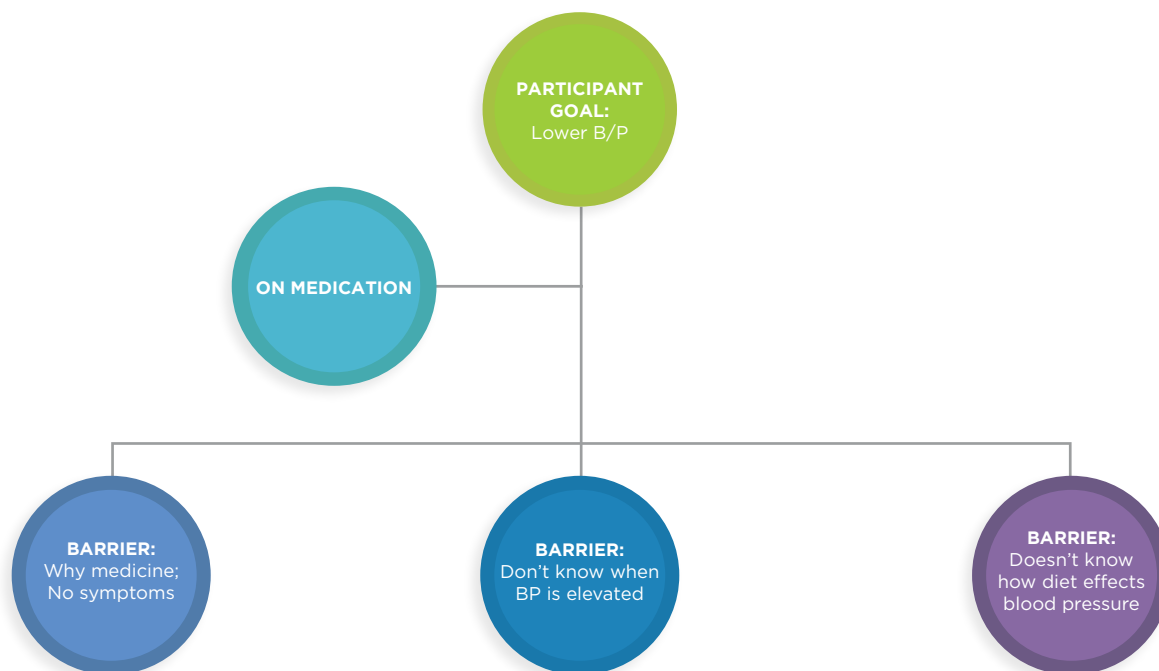 PARTICIPANT
GOAL:
Lower B/P
ON MEDICATION
BARRIER:
Why medicine;
No symptoms
BARRIER:
Don't know when
BP is elevated
BARRIER:
Doesn't know
how diet effects
blood pressure